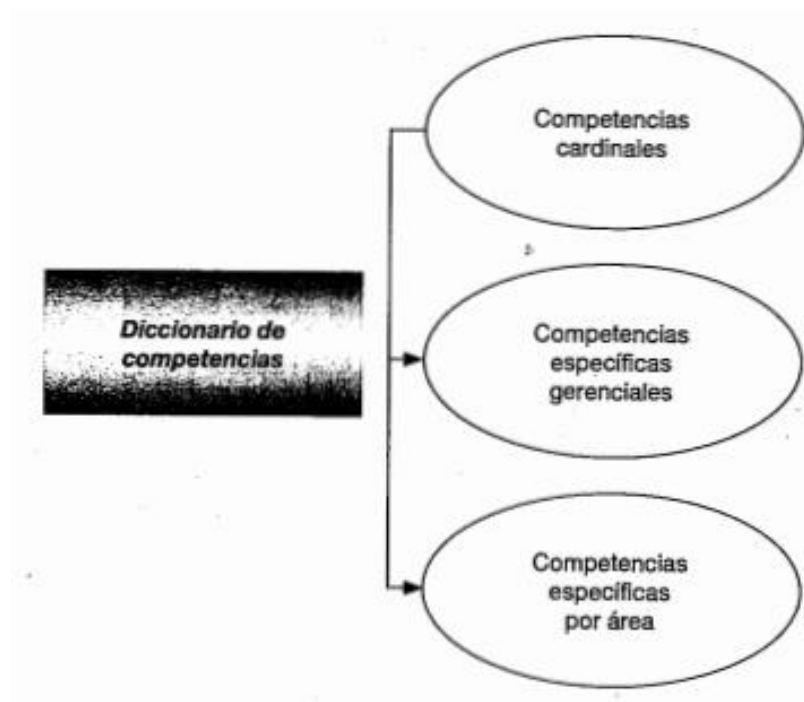 Diccionario de
competencias
Competencias
cardinales
Competencias
específicas
gerenciales
Competencias
específicas
por área